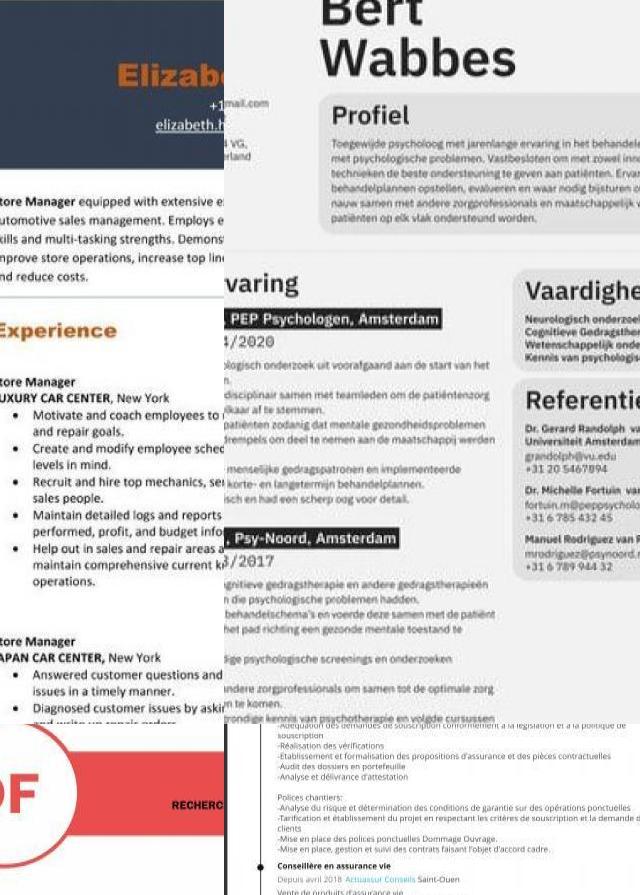 Elizabe
+1
elizabeth.h
tore Manager equipped with extensive e
utomotive sales management. Employs e
kills and multi-tasking strengths. Demons
mprove store operations, increase top line
nd reduce costs.
Experience
tore Manager
UXURY CAR CENTER, New York
• Motivate and coach employees to
and repair goals.
• Create and modify employee sched
levels in mind.
• Recruit and hire top mechanics, ser
sales people.
• Maintain detailed logs and reports
performed, profit, and budget info
• Help out in sales and repair areas a
maintain comprehensive current k
operations.
tore Manager
APAN CAR CENTER, New York
• Answered customer questions and
issues in a timely manner.
• Diagnosed customer issues by askin
Bert
Wabbes
mail.com
VG,
erland
Profiel
Toegewijde psycholoog met jarenlange ervaring in het behandele
met psychologische problemen. Vastbesloten om met zowel inno
technieken de beste ondersteuning te geven aan patiënten. Ervar
behandelplannen opstellen, evalueren en waar nodig bijsturen o
nauw samen met andere zorgprofessionals en maatschappelijk w
patiënten op elk vlak ondersteund worden.
varing
, PEP Psychologen, Amsterdam
4/2020
ologisch onderzoek uit voorafgaand aan de start van het
n.
disciplinair samen met teamleden om de patiëntenzorg
lkaar af te stemmen.
patiënten zodanig dat mentale gezondheidsproblemen
drempels om deel te nemen aan de maatschappij werden
menselijke gedragspatronen en implementeerde
korte- en langetermijn behandelplannen.
isch en had een scherp oog voor detail.
, Psy-Noord, Amsterdam
3/2017
gnitieve gedragstherapie en andere gedragstherapieën
n die psychologische problemen hadden.
behandelschema's en voerde deze samen met de patiënt
het pad richting een gezonde mentale toestand te
dige psychologische screenings en onderzoeken
andere zorgprofessionals om samen tot de optimale zorg
n te komen.
rondige kennis van psychotherapie en volgde cursussen
Vaardighe
Neurologisch onderzoek
Cognitieve Gedragsther
Wetenschappelijk onde
Kennis van psychologis
Referentie
Dr. Gerard Randolph va
Universiteit Amsterdam
grandolph@vu.edu
+31 20 5467894
Dr. Michelle Fortuin van
fortuin.m@peppsycholo
+31 6 785 432 45
Manuel Rodriguez van P
mrodriguez@psynoord.n
+31 6 789 944 32
DF
RECHERC
-Adéquation des demandes de souscription conformément à la législation et à la politique de
souscription
-Réalisation des vérifications
-Etablissement et formalisation des propositions d'assurance et des pièces contractuelles
-Audit des dossiers en portefeuille
-Analyse et délivrance d'attestation
Polices chantiers:
-Analyse du risque et détermination des conditions de garantie sur des opérations ponctuelles
-Tarification et établissement du projet en respectant les critères de souscription et la demande d
clients
-Mise en place des polices ponctuelles Dommage Ouvrage.
-Mise en place, gestion et suivi des contrats faisant l'objet d'accord cadre.
Conseillère en assurance vie
Depuis avril 2018 Actuassur Conseils Saint-Ouen
Vente de produits d'assurance vie